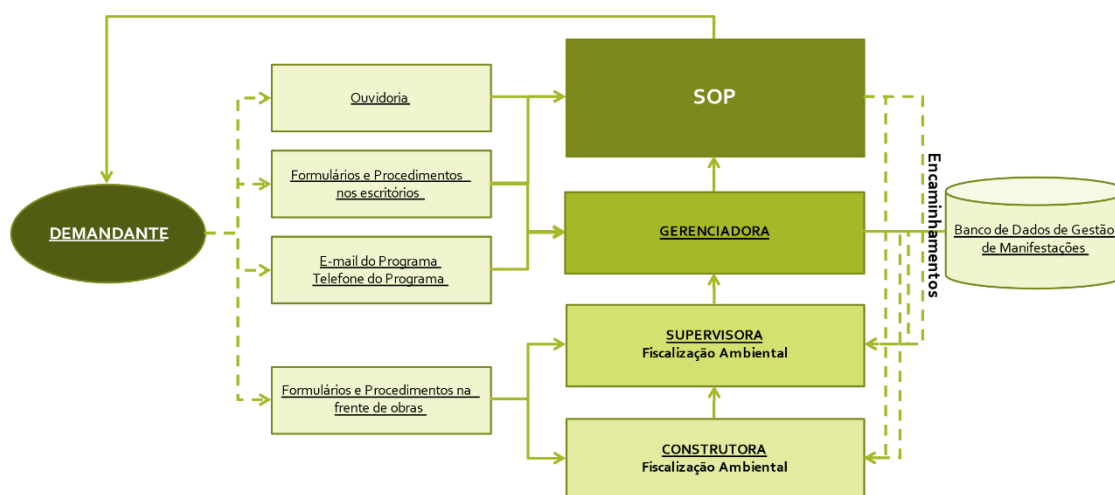 DEMANDANTE
Ouvidoria
Formulários e Procedimentos
nos escritórios
E-mail do Programa
Telefone do Programa
Formulários e Procedimentos na
frente de obras
SOP
GERENCIADORA
SUPERVISORA
Fiscalização Ambiental
CONSTRUTORA
Fiscalização Ambiental
Encaminhamentos
Banco de Dados de Gestão
de Manifestações